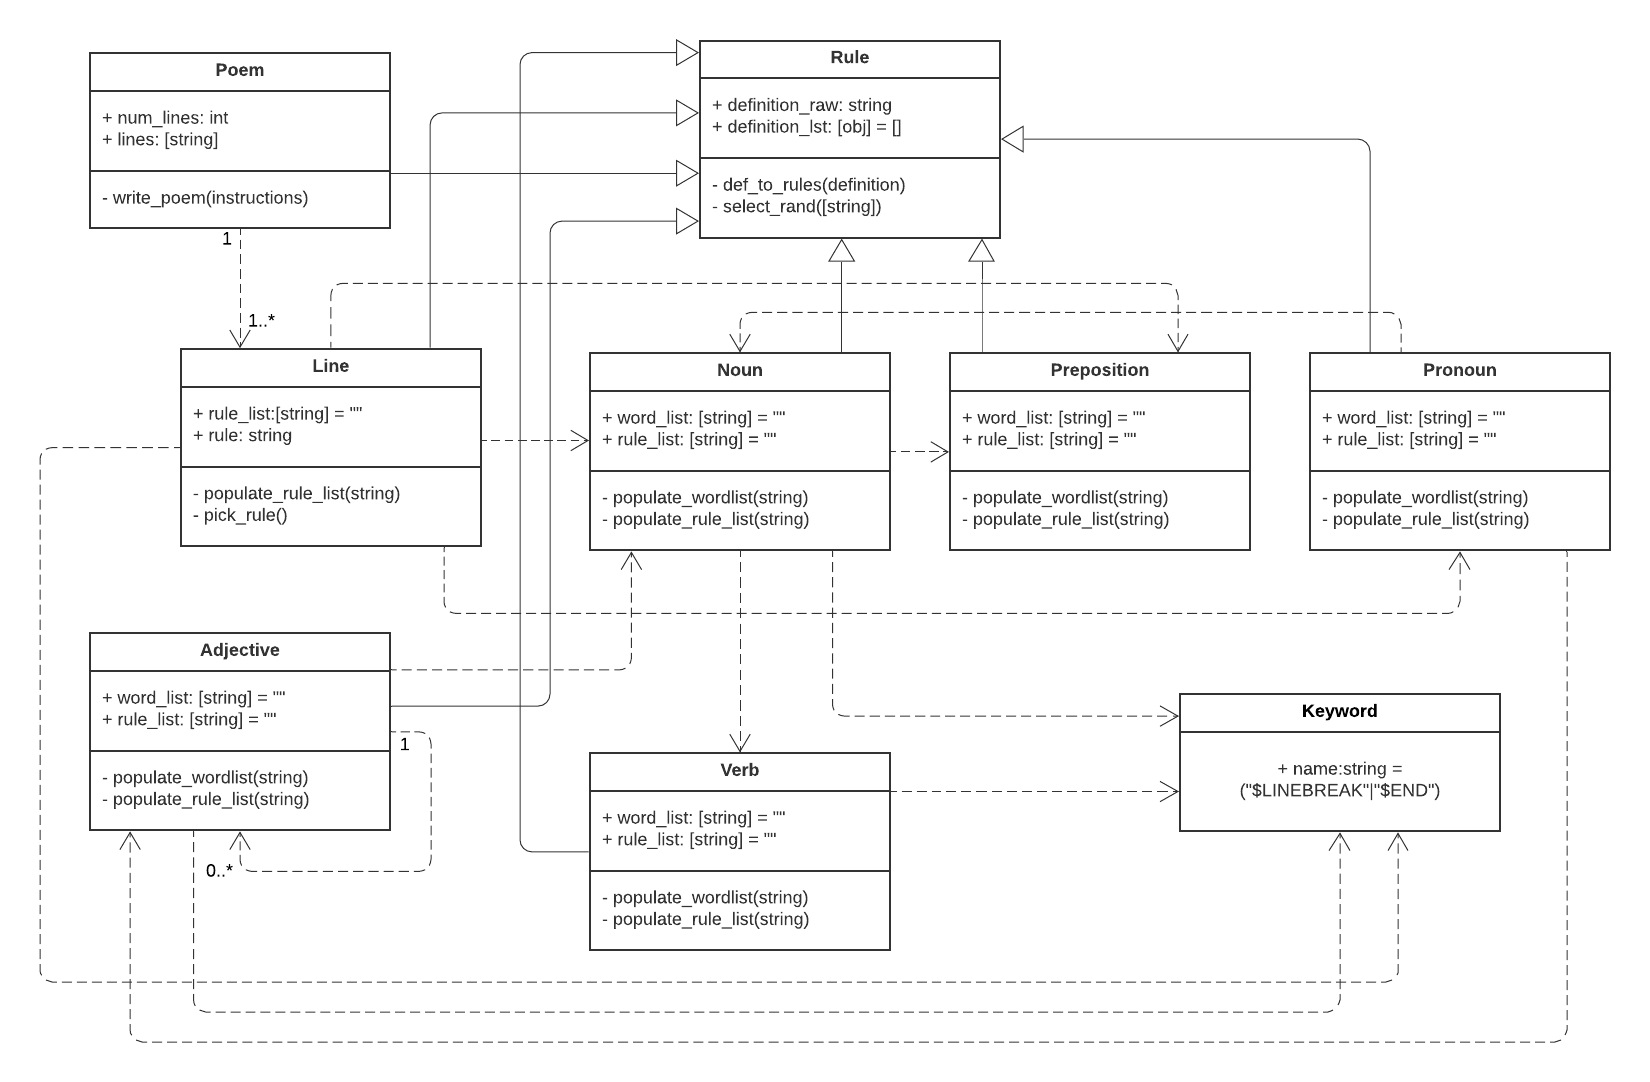 Poem
+ num_lines: int
+ lines: [string]
- write_poem(instructions)
Rule
+ definition_raw: string
+ definition_lst: [obj] = []
- def_to_rules(definition)
- select_rand([string])
1
1..*
Line
+ rule_list:[string] = ""
+ rule: string
- populate_rule_list(string)
- pick_rule()
Noun
+ word_list: [string] = ""
+ rule_list: [string] = ""
- populate_wordlist(string)
- populate_rule_list(string)
Preposition
+ word_list: [string] = ""
+ rule_list: [string] = ""
- populate_wordlist(string)
- populate_rule_list(string)
Pronoun
+ word_list: [string] = ""
+ rule_list: [string] = ""
- populate_wordlist(string)
- populate_rule_list(string)
Adjective
+ word_list: [string] = ""
+ rule_list: [string] = ""
- populate_wordlist(string)
- populate_rule_list(string)
1
0..*
Verb
+ word_list: [string] = ""
+ rule_list: [string] = ""
- populate_wordlist(string)
- populate_rule_list(string)
Keyword
+ name:string =
("$LINEBREAK"|"$END")